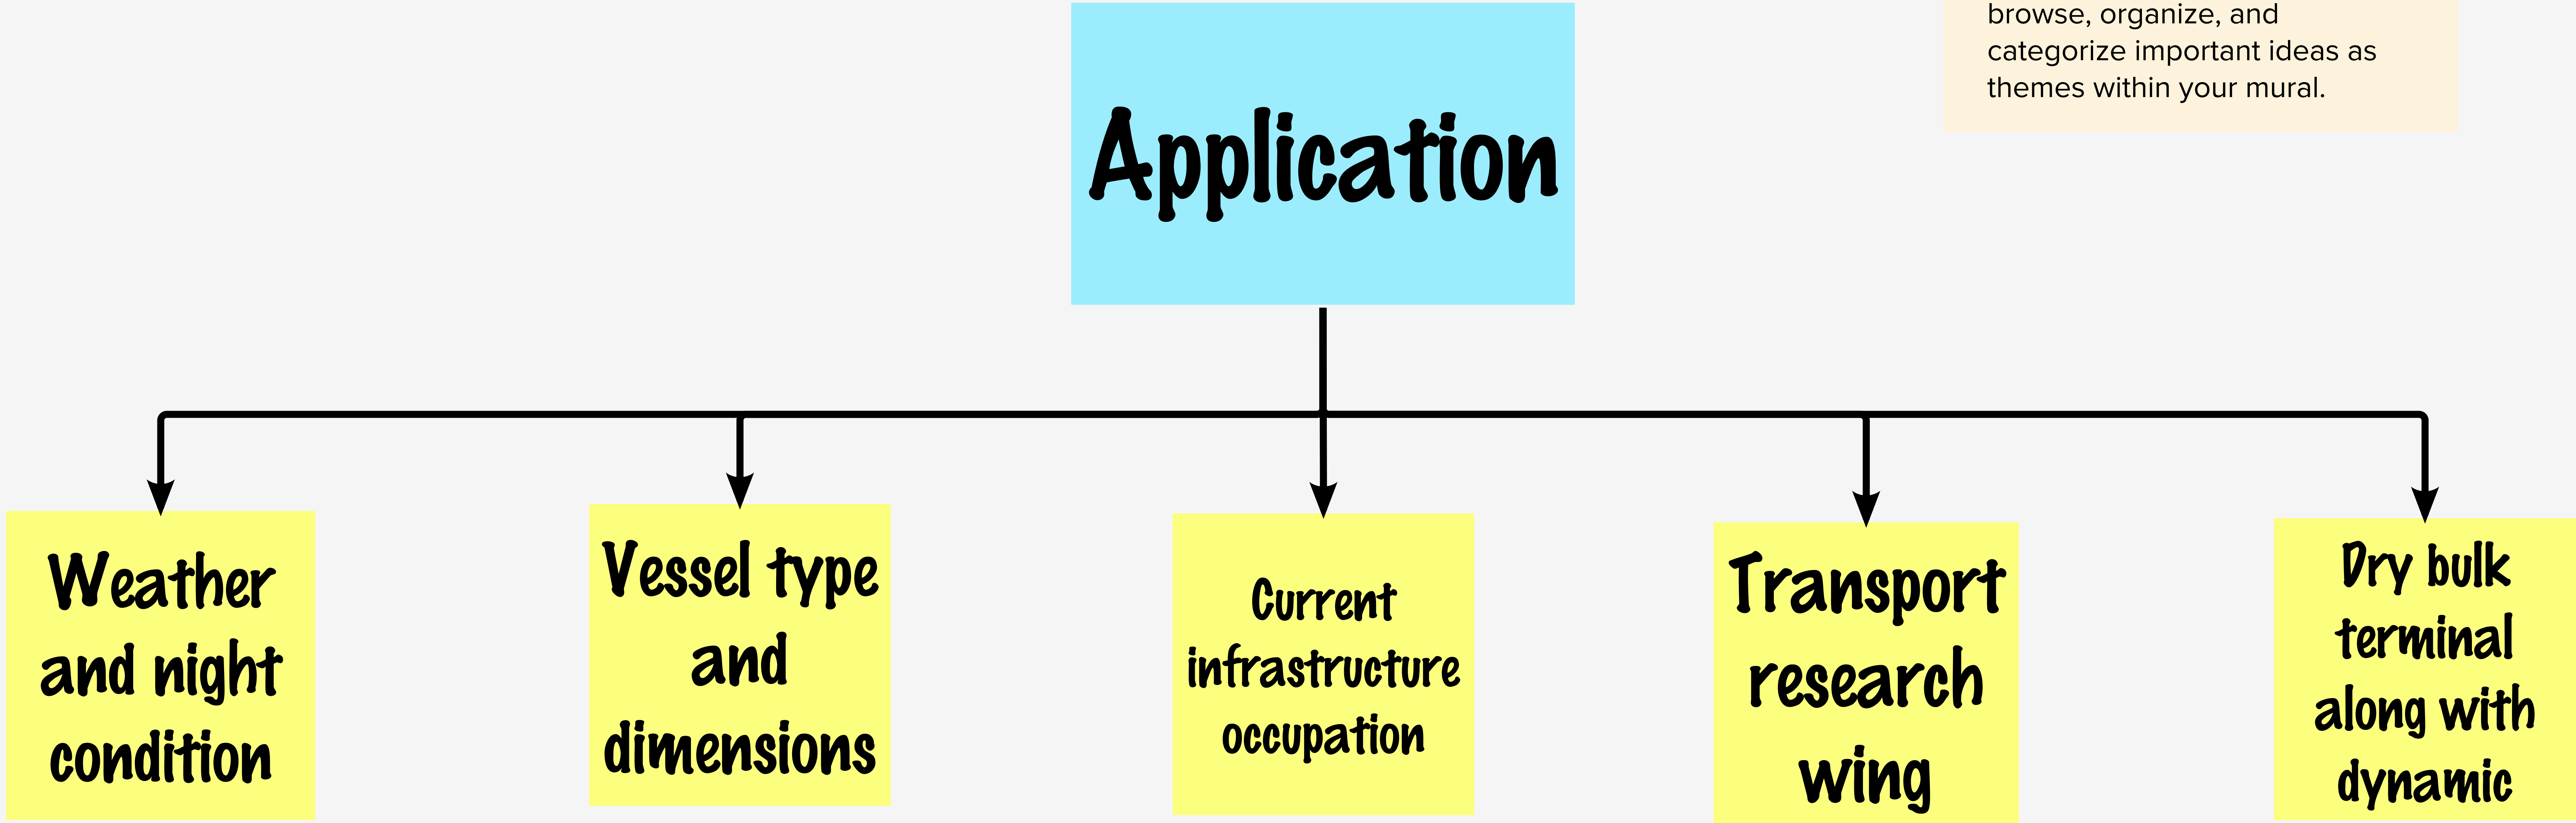 browse, organize, and
categorize important ideas as
themes within your mural.
Application
Weather
and night
condition
Vessel type
and
dimensions
Current
infrastructure
occupation
Transport
research
wing
Dry bulk
terminal
along with
dynamic